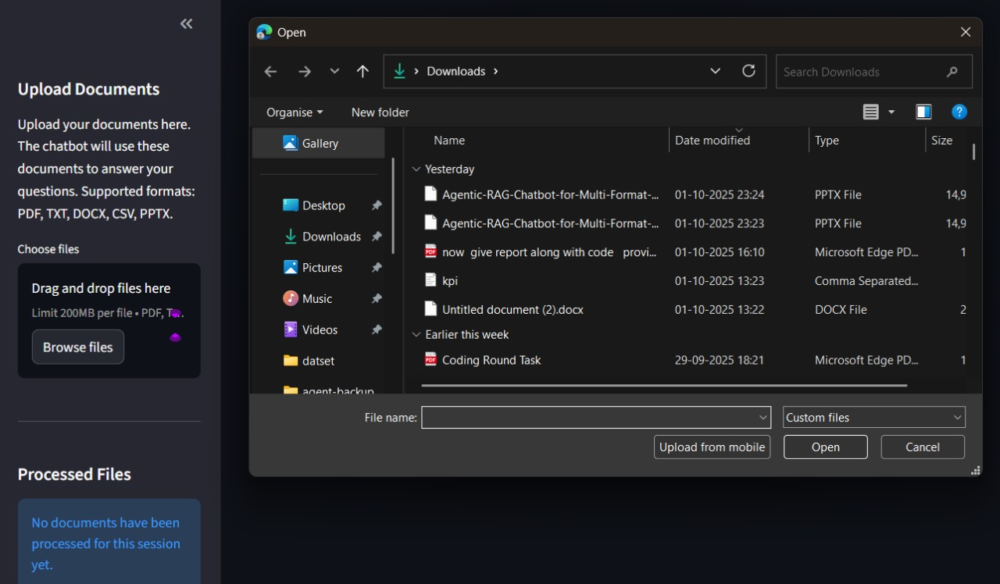 Upload Documents
Upload your documents here.
The chatbot will use these
documents to answer your
questions. Supported formats:
PDF, TXT, DOCX, CSV, PPTX.
Choose files
Drag and drop files here
Limit 200MB per file • PDF, T...
Browse files
Processed Files
No documents have been
processed for this session
yet.
Open
Downloads
Search Downloads
Organise
New folder
Gallery
Desktop
Downloads
Pictures
Music
Videos
datset
agent-backup
Name Date modified Type Size
Yesterday
Agentic-RAG-Chatbot-for-Multi-Format-... 01-10-2025 23:24 PPTX File 14,9
Agentic-RAG-Chatbot-for-Multi-Format-... 01-10-2025 23:23 PPTX File 14,9
PDF now give report along with code provi... 01-10-2025 16:10 Microsoft Edge PD... 1
kpi 01-10-2025 13:23 Comma Separated...
Untitled document (2).docx 01-10-2025 13:22 DOCX File 2
Earlier this week
PDF Coding Round Task 29-09-2025 18:21 Microsoft Edge PD... 1
File name:
Custom files
Upload from mobile
Open
Cancel